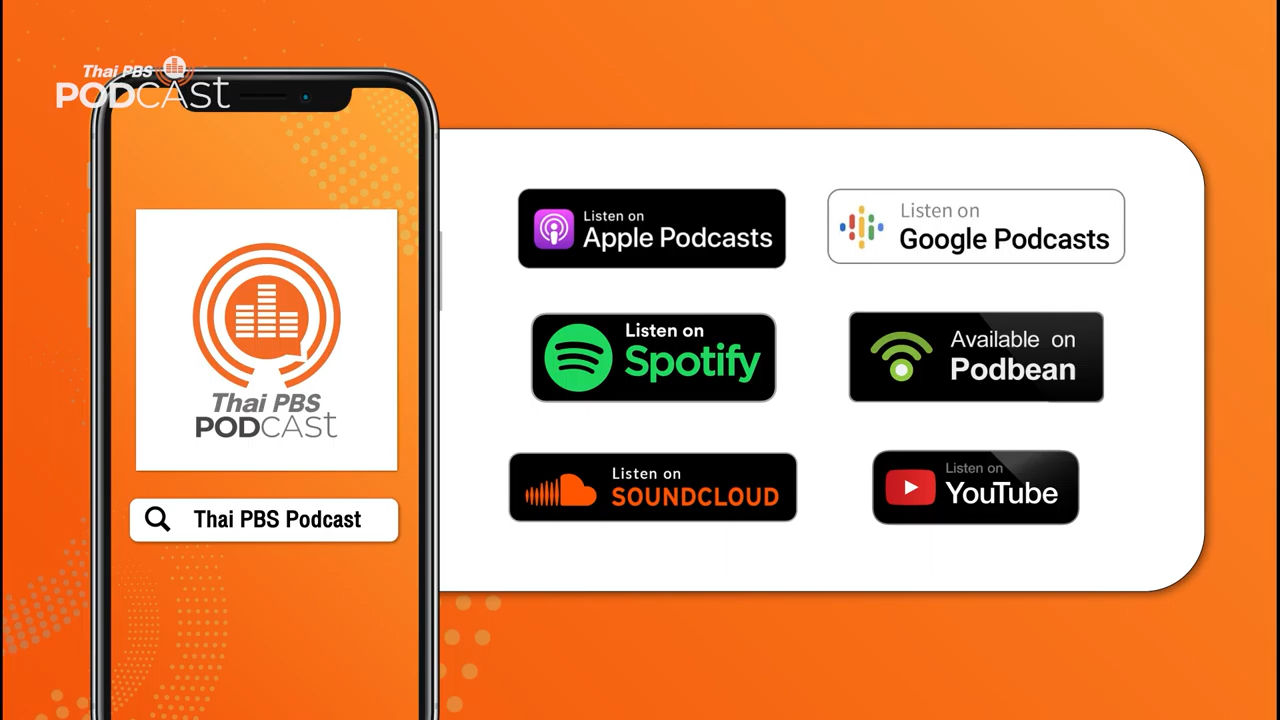 Thai PBS
PODCAST
Thai PBS
PODCAST
Thai PBS Podcast
Listen on
Apple Podcasts
Listen on
Google Podcasts
Listen on
Spotify
Available on
Podbean
Listen on
SOUNDCLOUD
Listen on
YouTube